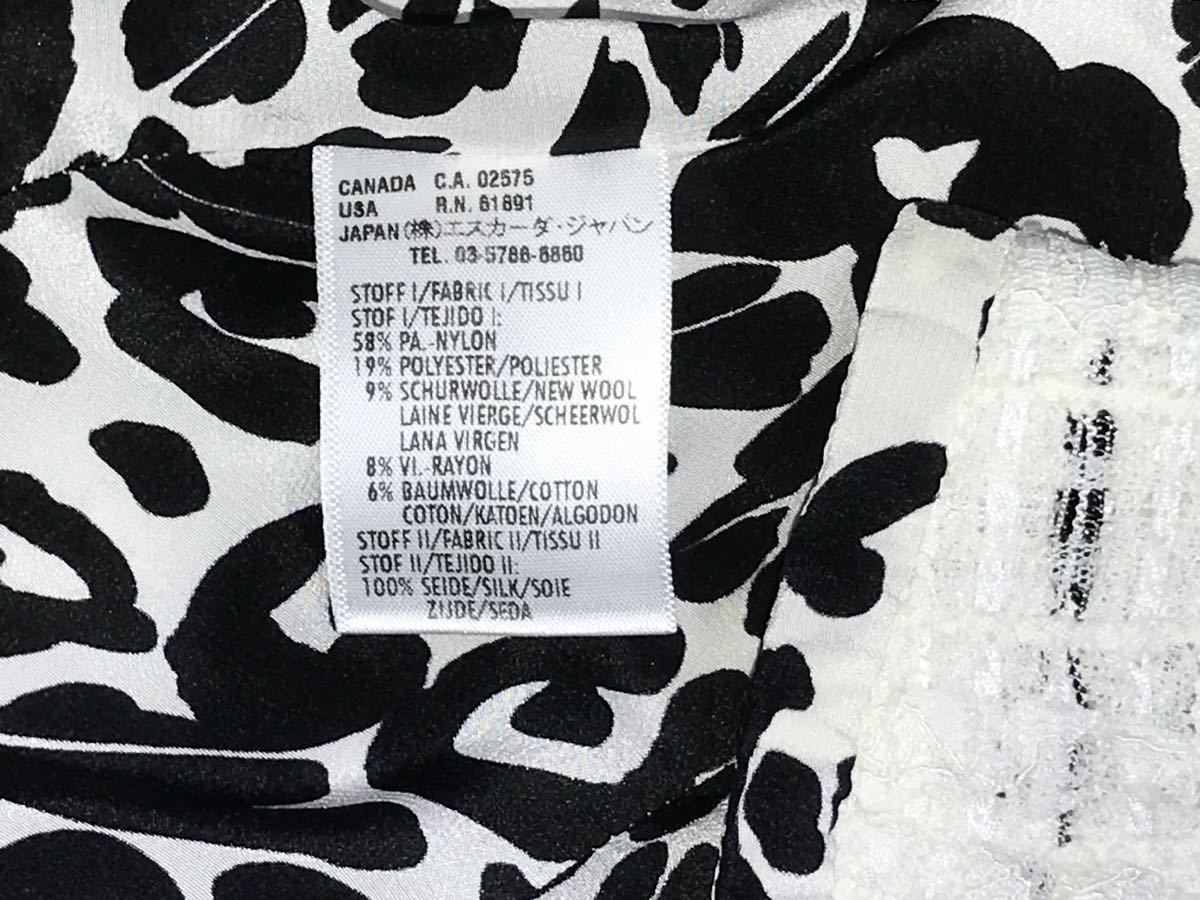 CANADA C.A. 02575
USA R.N. 61891
JAPAN (株)エスカーダ・ジャパン
TEL. 03-5786-6860
STOFF I/FABRIC I/TISSU I
STOF I/TEJIDO I:
58% PA.-NYLON
19% POLYESTER/POLIESTER
9% SCHURWOLLE/NEW WOOL
LAINE VIERGE/SCHEERWOL
LANA VIRGEN
8% VI.-RAYON
6% BAUMWOLLE/COTTON
COTON/KATOEN/ALGODON
STOFF II/FABRIC II/TISSU II
STOF II/TEJIDO II:
100% SEIDE/SILK/SOIE
ZIJDE/SEDA